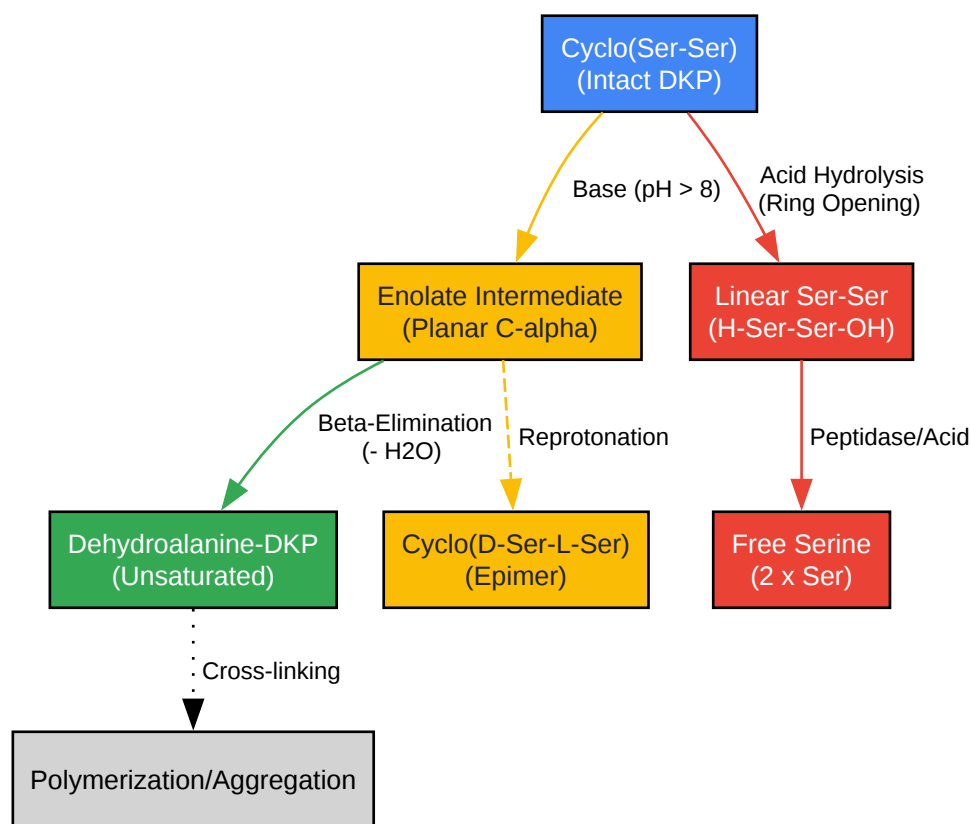 Cyclo(Ser-Ser)
(Intact DKP)
Base (pH > 8)
Acid Hydrolysis
(Ring Opening)
Enolate Intermediate
(Planar C-alpha)
Linear Ser-Ser
(H-Ser-Ser-OH)
Beta-Elimination
(- H2O)
Reprotonation
Peptidase/Acid
Dehydroalanine-DKP
(Unsaturated)
Cyclo(D-Ser-L-Ser)
(Epimer)
Free Serine
(2 x Ser)
Cross-linking
Polymerization/Aggregation